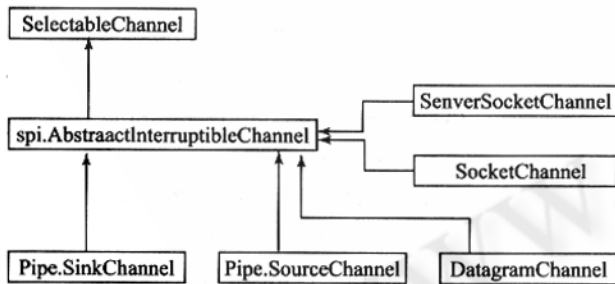 SelectableChannel
SenverSocketChannel
spi.AbstraactInterruptibleChannel
SocketChannel
Pipe.SinkChannel
Pipe.SourceChannel
DatagramChannel